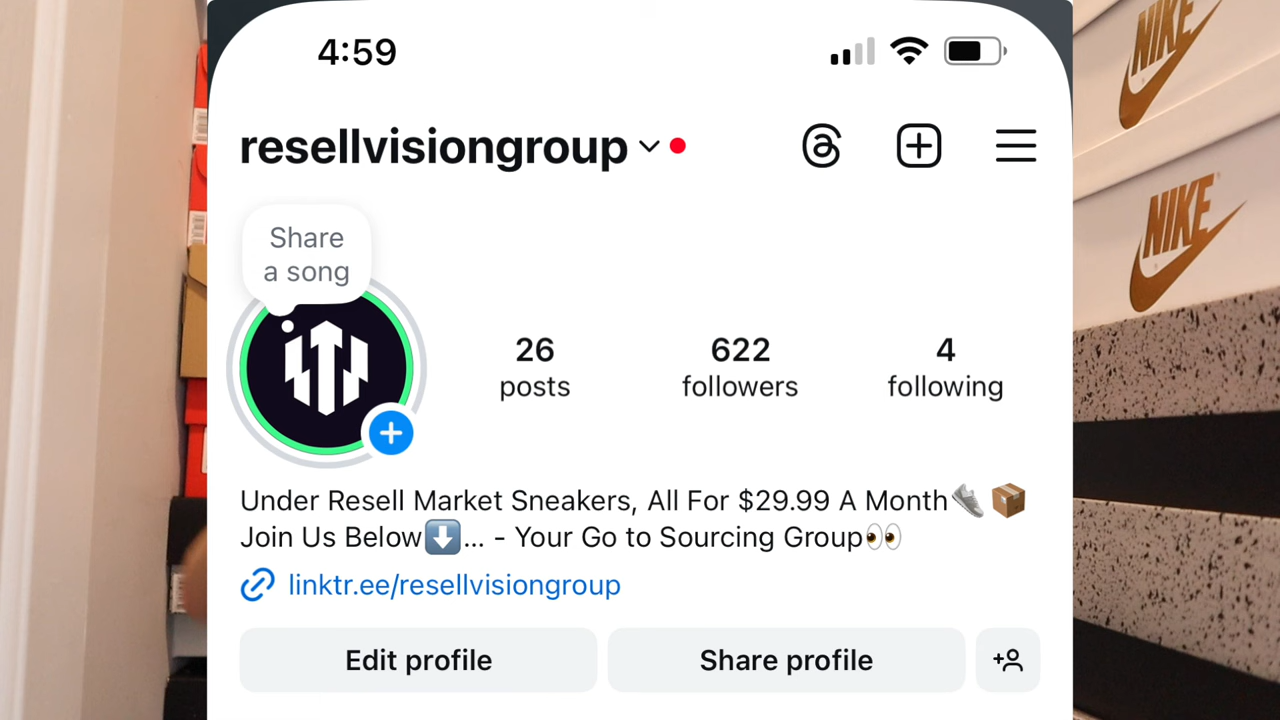 4:59
resellvisiongroup
Share
a song
26
posts
622
followers
4
following
Under Resell Market Sneakers, All For $29.99 A Month👟📦
Join Us Below⬇️... - Your Go to Sourcing Group👀
linktr.ee/resellvisiongroup
Edit profile
Share profile
NIKE
NIKE